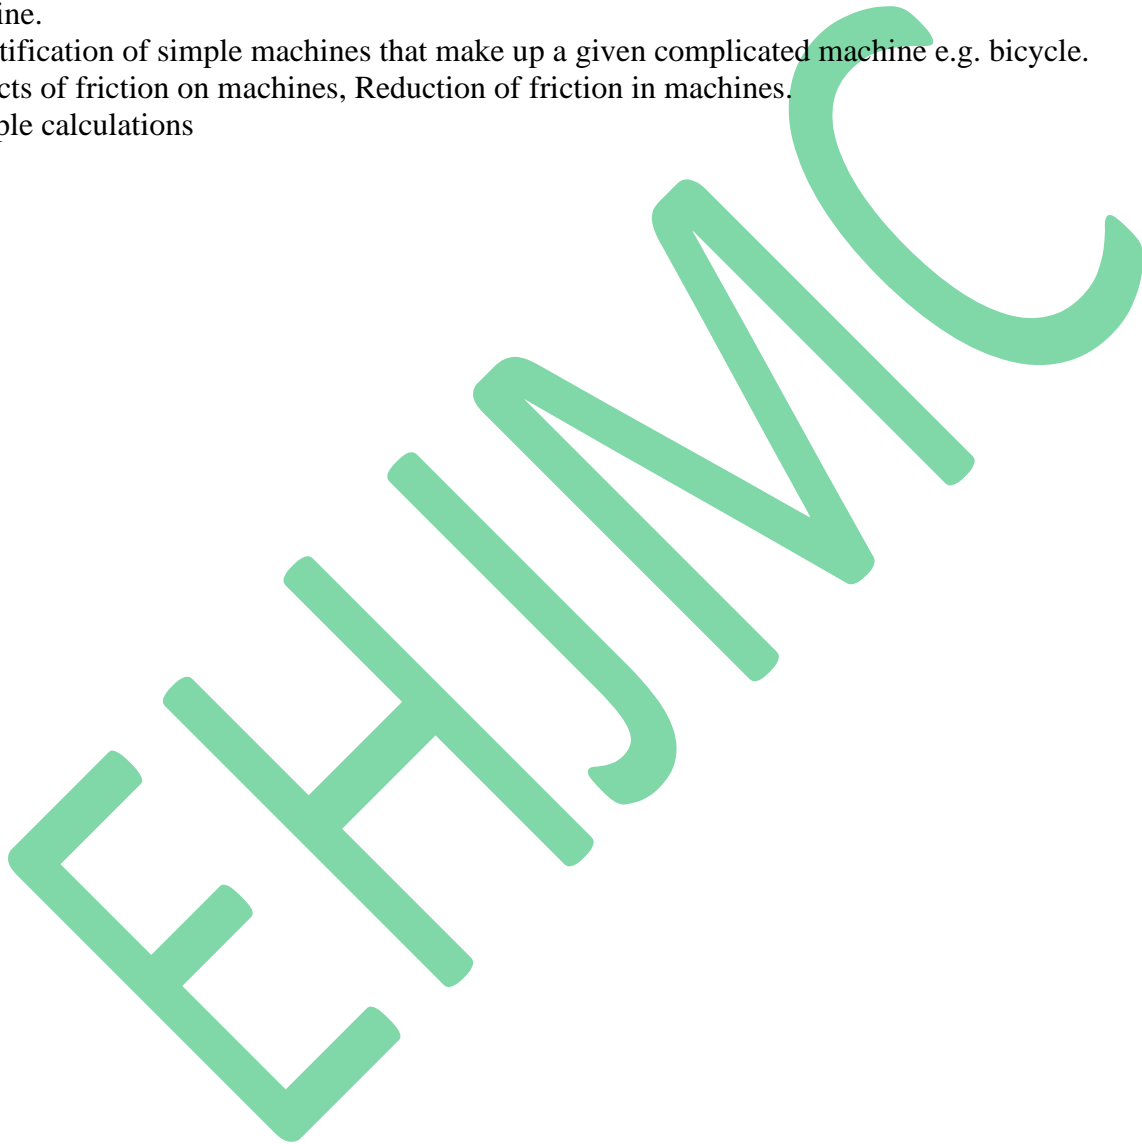 ine.
tification of simple machines that make up a given complicated machine e.g. bicycle.
cts of friction on machines, Reduction of friction in machines.
ple calculations
EHJMC